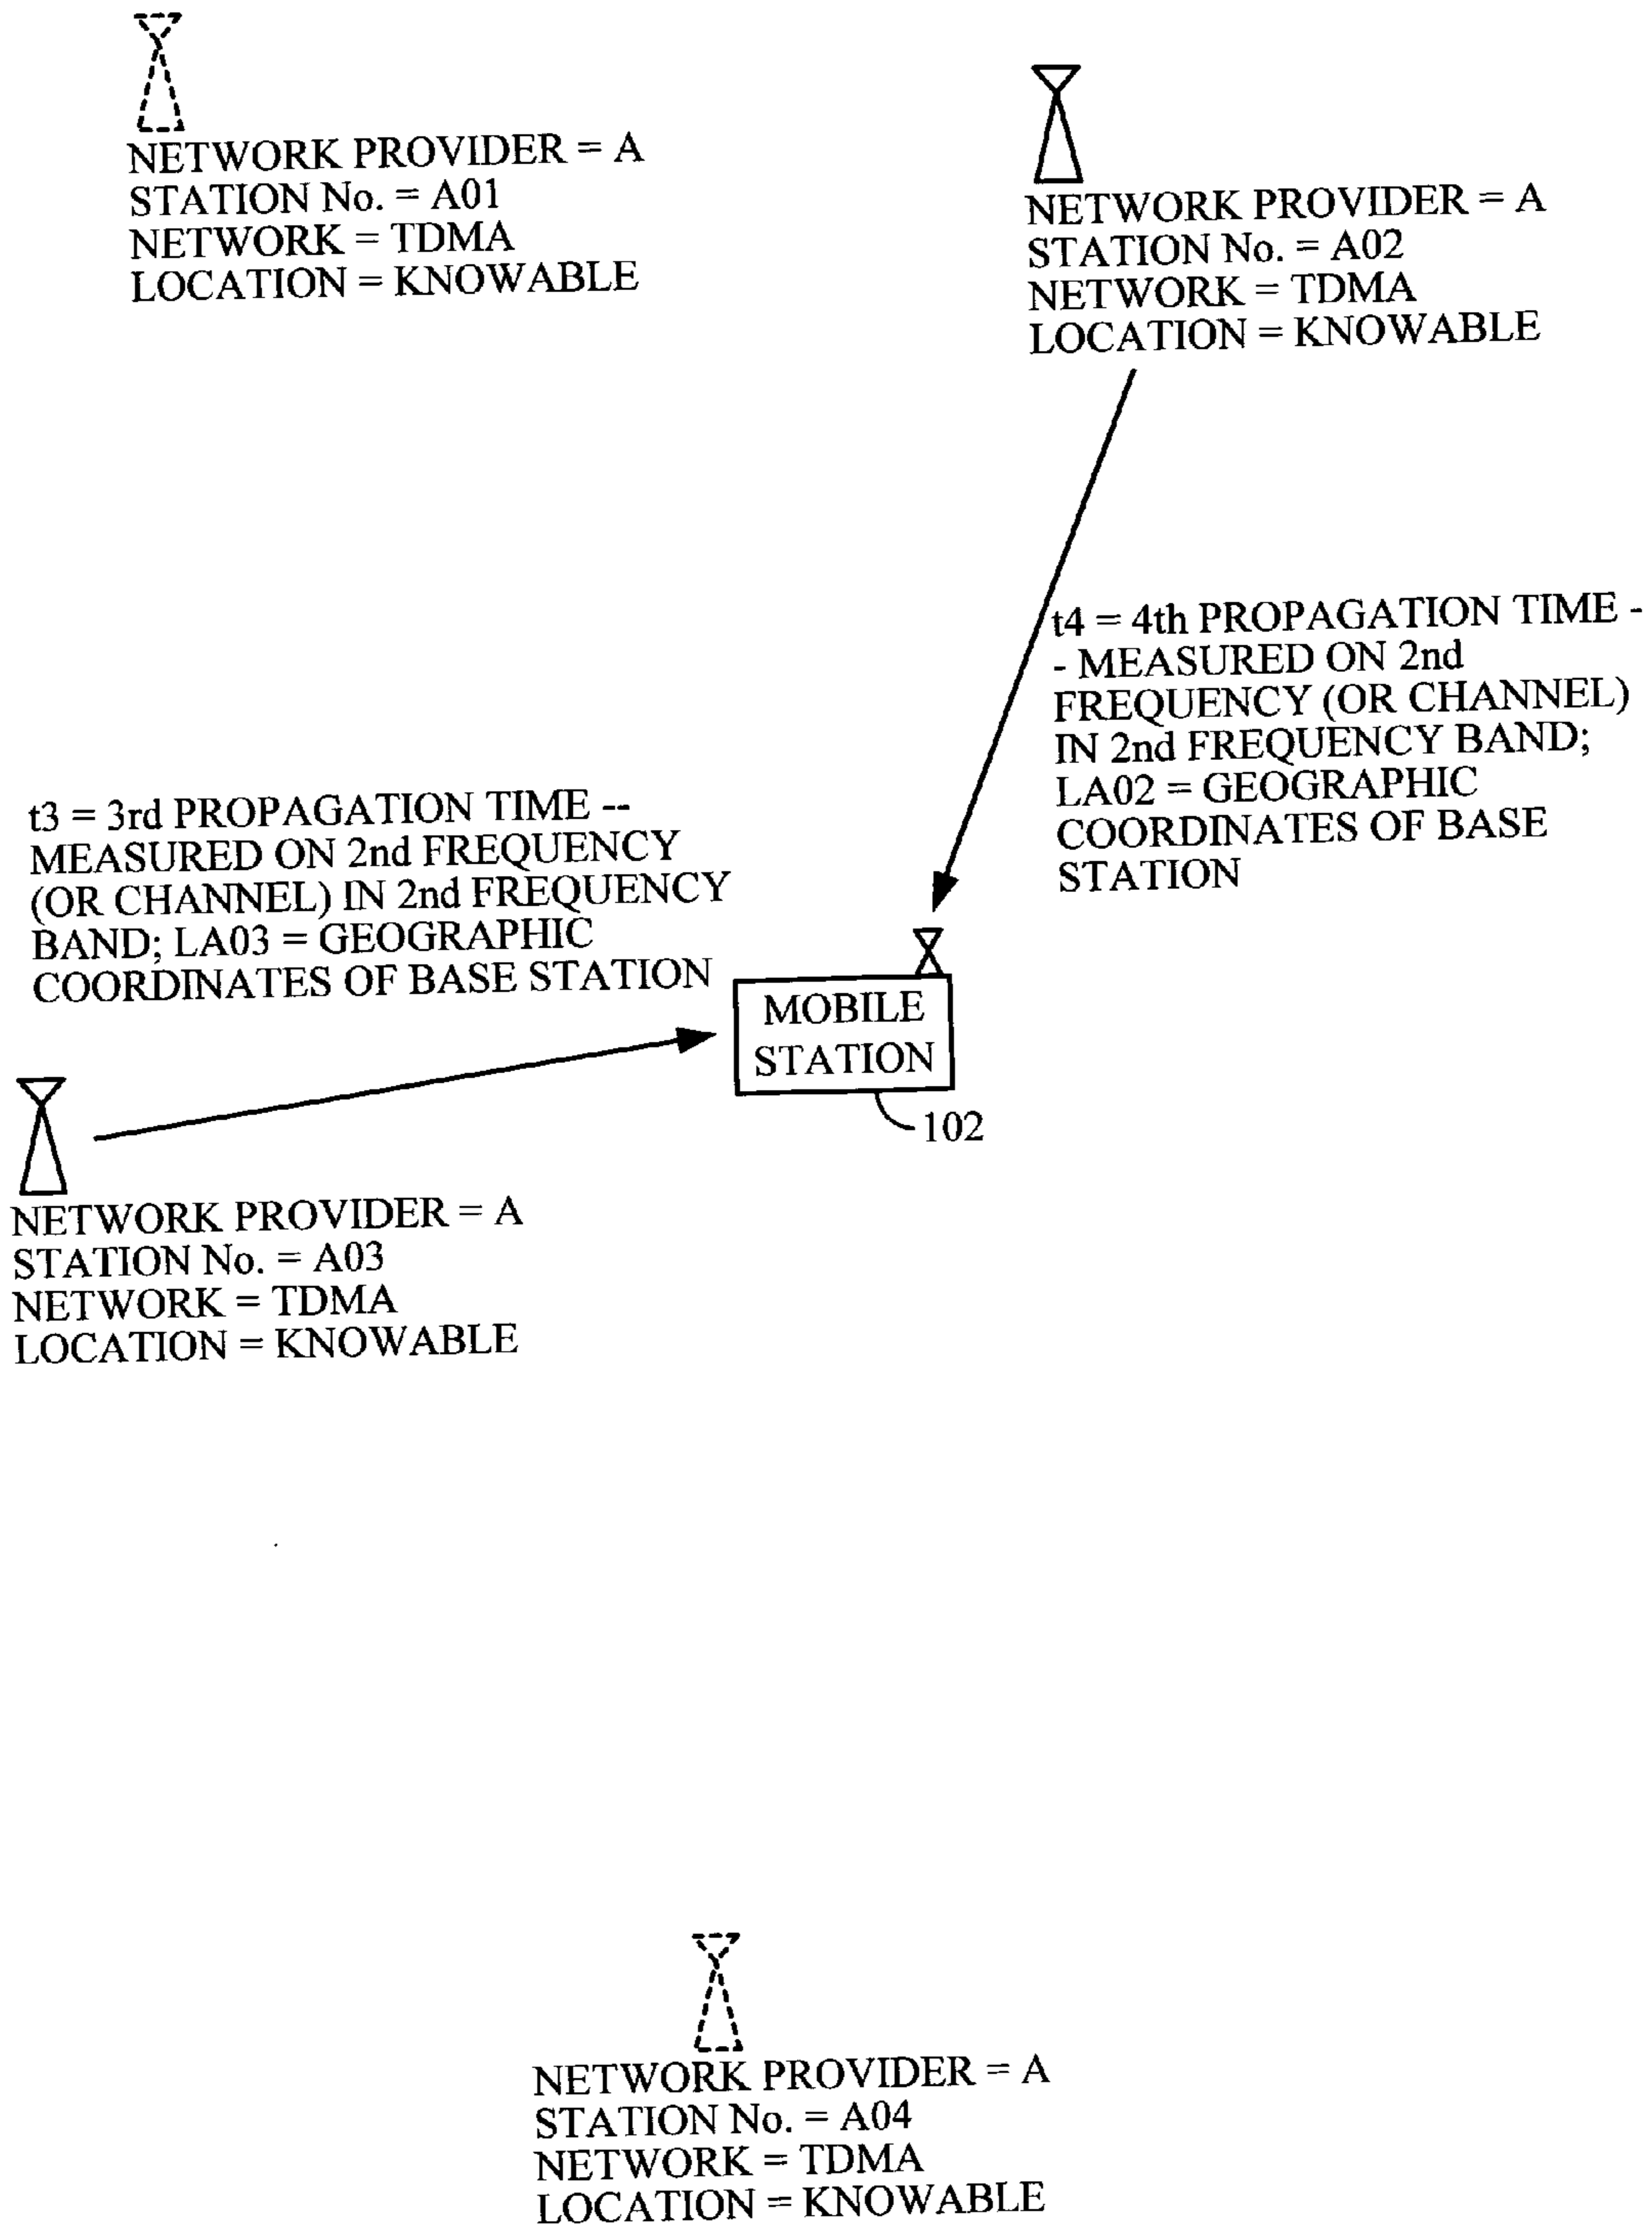 NETWORK PROVIDER = A
STATION No. = A01
NETWORK = TDMA
LOCATION = KNOWABLE
NETWORK PROVIDER = A
STATION No. = A02
NETWORK = TDMA
LOCATION = KNOWABLE
t4 = 4th PROPAGATION TIME -
- MEASURED ON 2nd
FREQUENCY (OR CHANNEL)
IN 2nd FREQUENCY BAND;
LA02 = GEOGRAPHIC
COORDINATES OF BASE
STATION
t3 = 3rd PROPAGATION TIME --
MEASURED ON 2nd FREQUENCY
(OR CHANNEL) IN 2nd FREQUENCY
BAND; LA03 = GEOGRAPHIC
COORDINATES OF BASE STATION
MOBILE
STATION
102
NETWORK PROVIDER = A
STATION No. = A03
NETWORK = TDMA
LOCATION = KNOWABLE
NETWORK PROVIDER = A
STATION No. = A04
NETWORK = TDMA
LOCATION = KNOWABLE